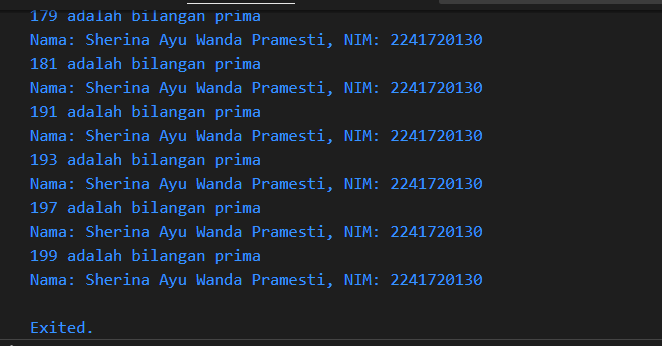 179 adalah bilangan prima
Nama: Sherina Ayu Wanda Pramesti, NIM: 2241720130
181 adalah bilangan prima
Nama: Sherina Ayu Wanda Pramesti, NIM: 2241720130
191 adalah bilangan prima
Nama: Sherina Ayu Wanda Pramesti, NIM: 2241720130
193 adalah bilangan prima
Nama: Sherina Ayu Wanda Pramesti, NIM: 2241720130
197 adalah bilangan prima
Nama: Sherina Ayu Wanda Pramesti, NIM: 2241720130
199 adalah bilangan prima
Nama: Sherina Ayu Wanda Pramesti, NIM: 2241720130
Exited.